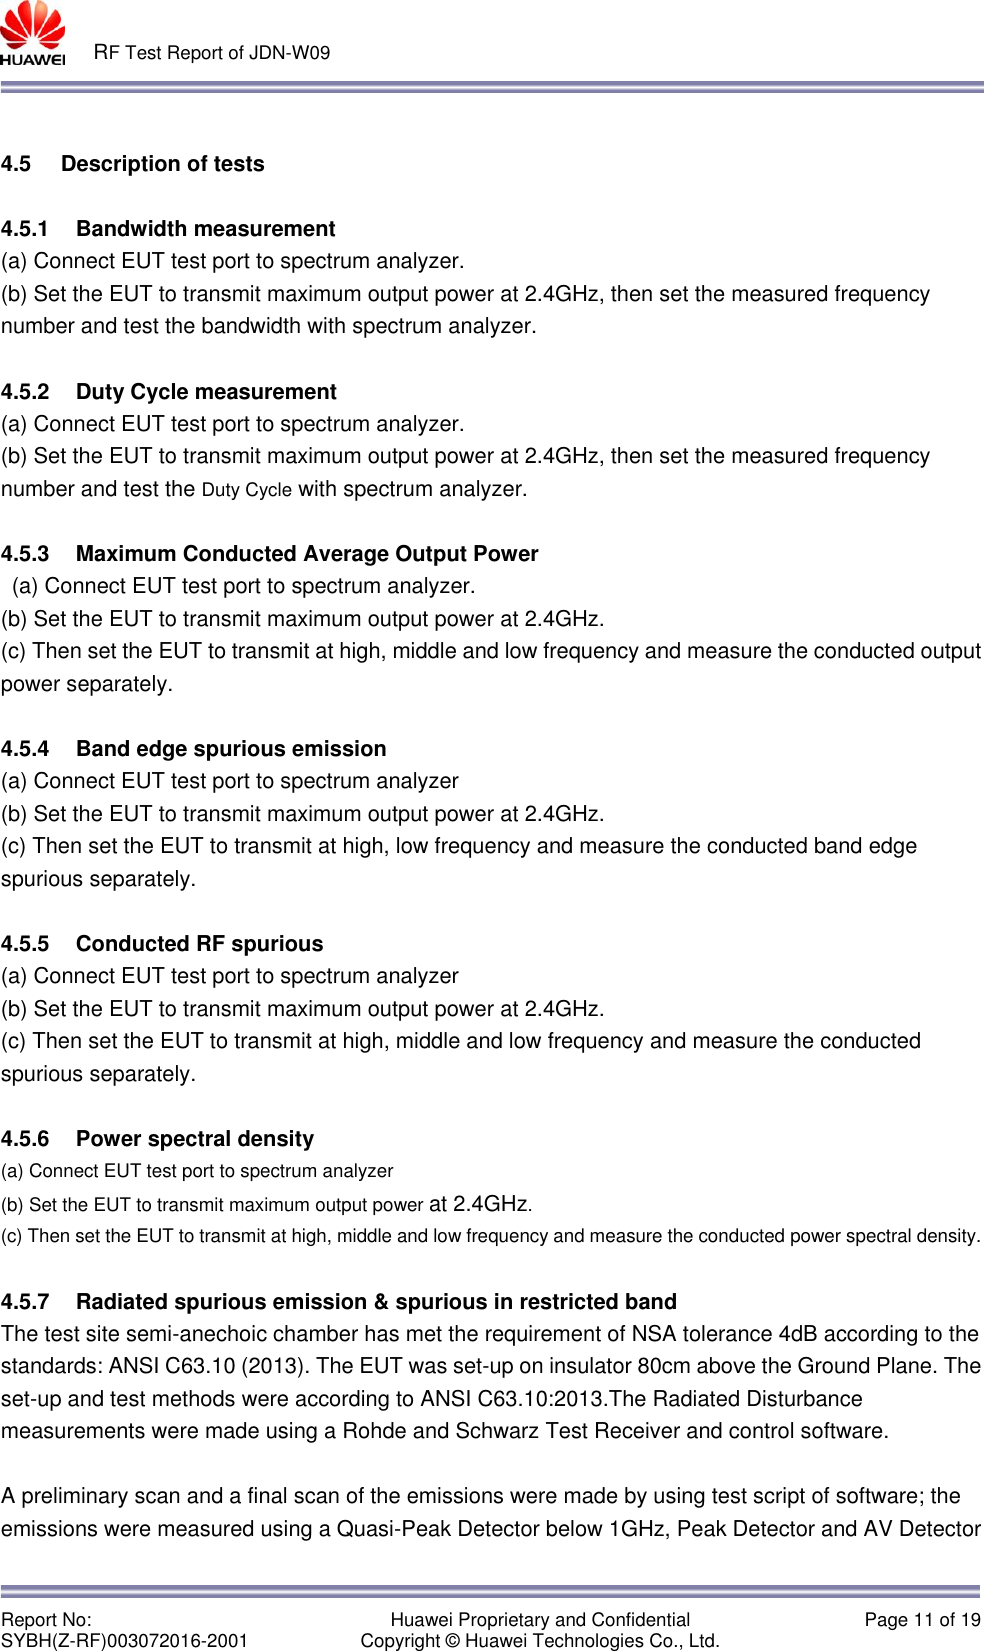 HUAWEI
RF Test Report of JDN-W09
4.5 Description of tests
4.5.1 Bandwidth measurement
(a) Connect EUT test port to spectrum analyzer.
(b) Set the EUT to transmit maximum output power at 2.4GHz, then set the measured frequency
number and test the bandwidth with spectrum analyzer.
4.5.2 Duty Cycle measurement
(a) Connect EUT test port to spectrum analyzer.
(b) Set the EUT to transmit maximum output power at 2.4GHz, then set the measured frequency
number and test the Duty Cycle with spectrum analyzer.
4.5.3 Maximum Conducted Average Output Power
(a) Connect EUT test port to spectrum analyzer.
(b) Set the EUT to transmit maximum output power at 2.4GHz.
(c) Then set the EUT to transmit at high, middle and low frequency and measure the conducted output
power separately.
4.5.4 Band edge spurious emission
(a) Connect EUT test port to spectrum analyzer
(b) Set the EUT to transmit maximum output power at 2.4GHz.
(c) Then set the EUT to transmit at high, low frequency and measure the conducted band edge
spurious separately.
4.5.5 Conducted RF spurious
(a) Connect EUT test port to spectrum analyzer
(b) Set the EUT to transmit maximum output power at 2.4GHz.
(c) Then set the EUT to transmit at high, middle and low frequency and measure the conducted
spurious separately.
4.5.6 Power spectral density
(a) Connect EUT test port to spectrum analyzer
(b) Set the EUT to transmit maximum output power at 2.4GHz.
(c) Then set the EUT to transmit at high, middle and low frequency and measure the conducted power spectral density.
4.5.7 Radiated spurious emission & spurious in restricted band
The test site semi-anechoic chamber has met the requirement of NSA tolerance 4dB according to the
standards: ANSI C63.10 (2013). The EUT was set-up on insulator 80cm above the Ground Plane. The
set-up and test methods were according to ANSI C63.10:2013.The Radiated Disturbance
measurements were made using a Rohde and Schwarz Test Receiver and control software.
A preliminary scan and a final scan of the emissions were made by using test script of software; the
emissions were measured using a Quasi-Peak Detector below 1GHz, Peak Detector and AV Detector
Report No: Huawei Proprietary and Confidential Page 11 of 19
SYBH(Z-RF)003072016-2001 Copyright © Huawei Technologies Co., Ltd.